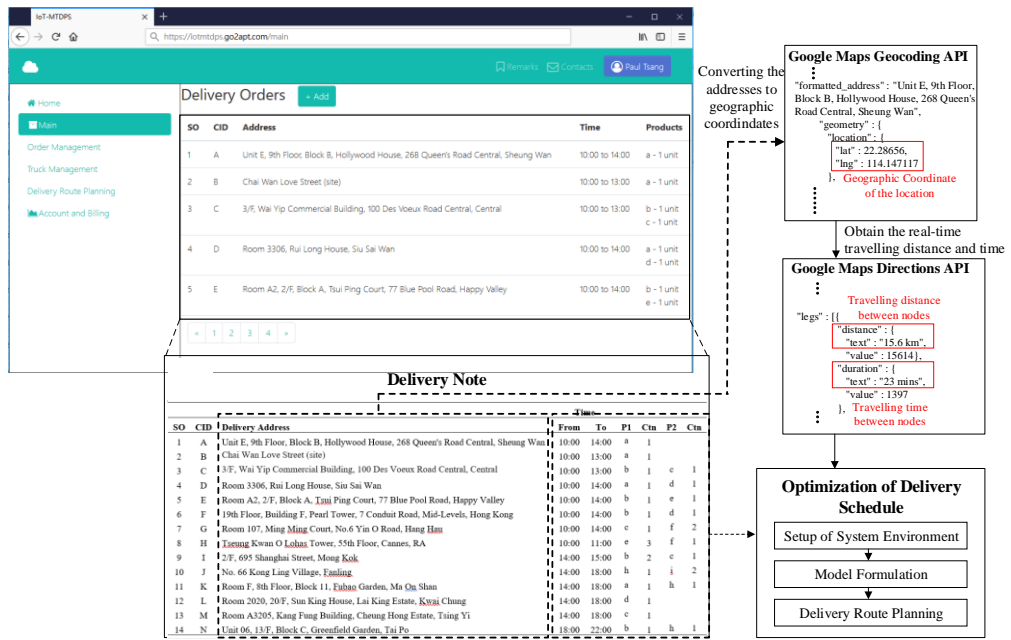 IoT-MTDPS
https://iotmtdps.go2apt.com/main
Remarks Contacts Paul Tsang
Home
Main
Order Management
Truck Management
Delivery Route Planning
Account and Billing
Delivery Orders + Add
SO CID Address Time Products
1 A Unit E, 9th Floor, Block B, Hollywood House, 268 Queen's Road Central, Sheung Wan 10:00 to 14:00 a - 1 unit
2 B Chai Wan Love Street (site) 10:00 to 13:00 a - 1 unit
3 C 3/F, Wai Yip Commercial Building, 100 Des Voeux Road Central, Central 10:00 to 13:00 b - 1 unit
c - 1 unit
4 D Room 3306, Rui Long House, Siu Sai Wan 10:00 to 14:00 a - 1 unit
d - 1 unit
5 E Room A2, 2/F, Block A, Tsui Ping Court, 77 Blue Pool Road, Happy Valley 10:00 to 14:00 b - 1 unit
e - 1 unit
« 1 2 3 4 »
Delivery Note
Time
SO CID Delivery Address From To P1 Ctn P2 Ctn
1 A Unit E, 9th Floor, Block B, Hollywood House, 268 Queen's Road Central, Sheung Wan 10:00 14:00 a 1
2 B Chai Wan Love Street (site) 10:00 13:00 a 1
3 C 3/F, Wai Yip Commercial Building, 100 Des Voeux Road Central, Central 10:00 13:00 b 1 c 1
4 D Room 3306, Rui Long House, Siu Sai Wan 10:00 14:00 a 1 d 1
5 E Room A2, 2/F, Block A, Tsui Ping Court, 77 Blue Pool Road, Happy Valley 10:00 14:00 b 1 e 1
6 F 19th Floor, Building F, Pearl Tower, 7 Conduit Road, Mid-Levels, Hong Kong 10:00 14:00 b 1 d 1
7 G Room 107, Ming Ming Court, No.6 Yin O Road, Hang Hau 10:00 14:00 c 1 f 2
8 H Tseung Kwan O Lohas Tower, 55th Floor, Cannes, RA 10:00 11:00 e 3 f 1
9 I 2/F, 695 Shanghai Street, Mong Kok 14:00 15:00 b 2 c 1
10 J No. 66 Kong Ling Village, Fanling 14:00 18:00 h 1 i 2
11 K Room F, 8th Floor, Block 11, Fubao Garden, Ma On Shan 14:00 18:00 a 1 h 1
12 L Room 2020, 20/F, Sun King House, Lai King Estate, Kwai Chung 14:00 18:00 d 1
13 M Room A3205, Kang Fung Building, Cheung Hong Estate, Tsing Yi 14:00 18:00 c 1
14 N Unit 06, 13/F, Block C, Greenfield Garden, Tai Po 18:00 22:00 b 1 h 1
Converting the
addresses to
geographic
coordindates
Google Maps Geocoding API
"formatted_address" : "Unit E, 9th Floor,
Block B, Hollywood House, 268 Queen's
Road Central, Sheung Wan",
"geometry" : {
"location" : {
"lat" : 22.28656,
"lng" : 114.147117
}, Geographic Coordinate
of the location
Obtain the real-time
travelling distance and time
Google Maps Directions API
Travelling distance
between nodes
"legs" : [{
"distance" : {
"text" : "15.6 km",
"value" : 15614},
"duration" : {
"text" : "23 mins",
"value" : 1397
}, Travelling time
between nodes
Optimization of Delivery
Schedule
Setup of System Environment
Model Formulation
Delivery Route Planning